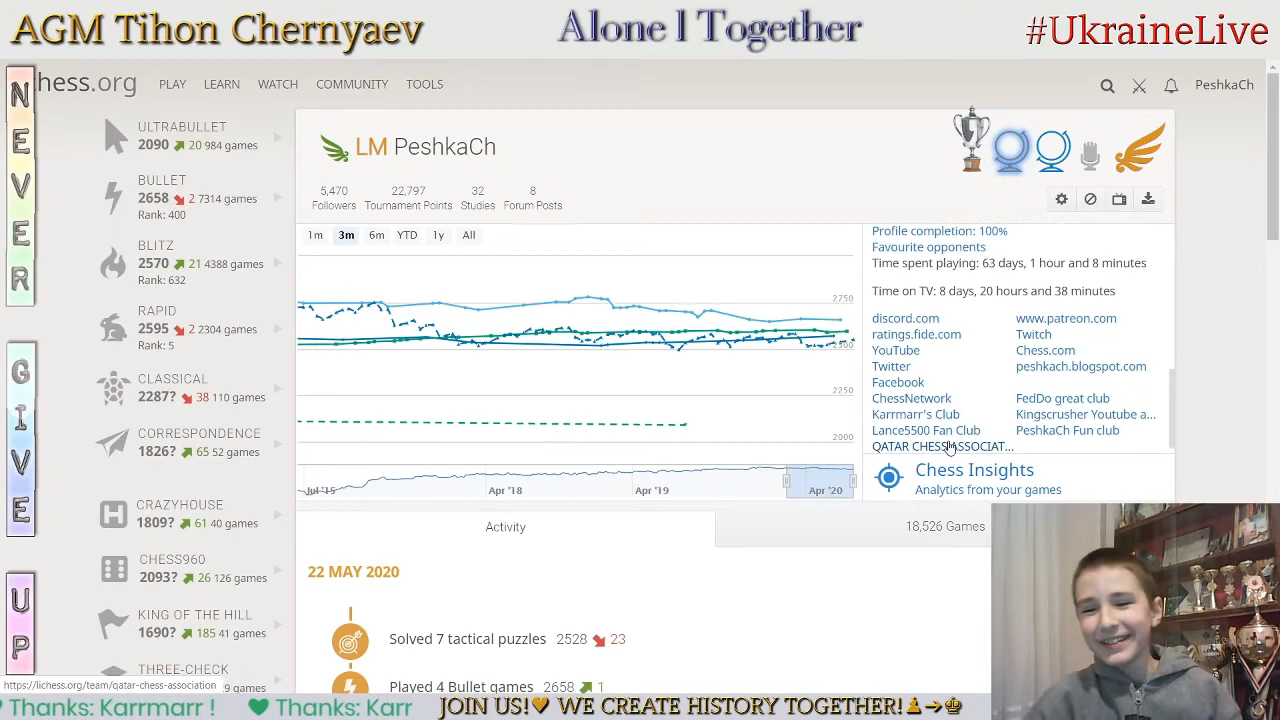 AGM Tihon Chernyaev
Alone I Together
#UkraineLive
NEVER
GIVE
UP
hess.org
PLAY
LEARN
WATCH
COMMUNITY
TOOLS
PeshkaCh
ULTRABULLET
2090 20 984 games
BULLET
2658 2 7314 games
Rank: 400
BLITZ
2570 21 4388 games
Rank: 632
RAPID
2595 2 2304 games
Rank: 5
CLASSICAL
2287? 38 110 games
CORRESPONDENCE
1826? 65 52 games
CRAZYHOUSE
1809? 61 40 games
CHESS960
2093? 26 126 games
KING OF THE HILL
1690? 185 41 games
THREE-CHECK
9 games
LM PeshkaCh
5,470 Followers
22,797 Tournament Points
32 Studies
8 Forum Posts
1m 3m 6m YTD 1y All
2750
2500
2250
2000
Jul '15 Apr '18 Apr '19 Apr '20
Profile completion: 100%
Favourite opponents
Time spent playing: 63 days, 1 hour and 8 minutes
Time on TV: 8 days, 20 hours and 38 minutes
discord.com www.patreon.com
ratings.fide.com Twitch
YouTube Chess.com
Twitter peshkach.blogspot.com
Facebook
ChessNetwork FedDo great club
Karrmarr's Club Kingscrusher Youtube a...
Lance5500 Fan Club PeshkaCh Fun club
QATAR CHESS ASSOCIAT...
Chess Insights
Analytics from your games
Activity
18,526 Games
22 MAY 2020
Solved 7 tactical puzzles 2528 23
Played 4 Bullet games 2658 1
https://lichess.org/team/qatar-chess-association
Thanks: Karrmarr ! Thanks: Karr
JOIN US! WE CREATE HISTORY TOGETHER!